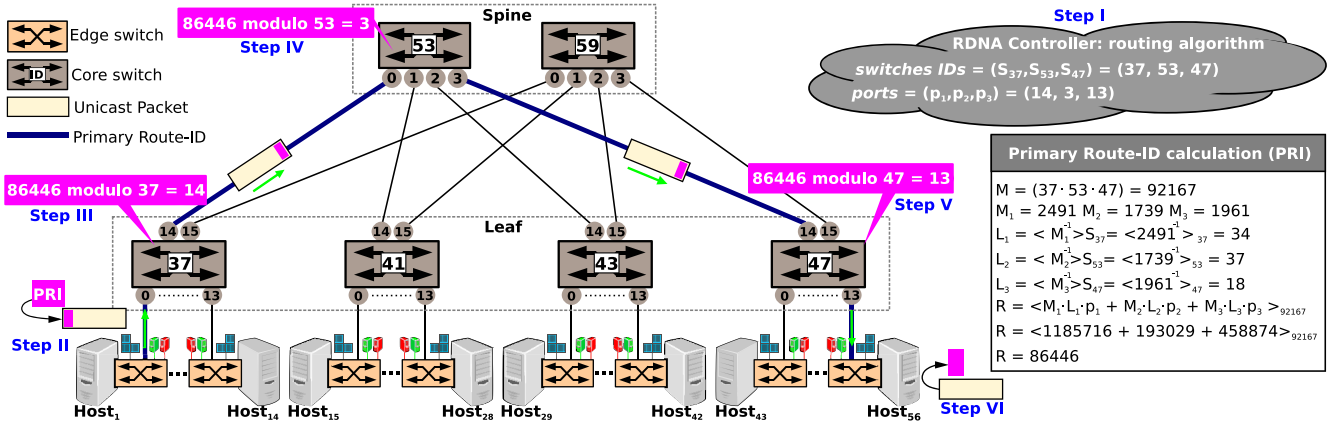 Spine
Step I
86446 modulo 53 = 3
Step IV
Edge switch
ID
Core switch
Unicast Packet
Primary Route-ID
53
59
0 1 2 3
0 1 2 3
RDNA Controller: routing algorithm
switches IDs = (S₃₇,S₅₃,S₄₇) = (37, 53, 47)
ports = (p₁,p₂,p₃) = (14, 3, 13)
86446 modulo 37 = 14
Step III
86446 modulo 47 = 13
Step V
Leaf
14 15
14 15
14 15
14 15
37
41
43
47
0 ........ 13
0 ........ 13
0 ........ 13
0 ........ 13
PRI
Step II
Host₁
Host₁₄
Host₁₅
Host₂₈
Host₂₉
Host₄₂
Host₄₃
Host₅₆
Step VI
Primary Route-ID calculation (PRI)
M = (37· 53 · 47) = 92167
M₁ = 2491 M₂ = 1739 M₃ = 1961
L₁ = < M₁⁻¹>S₃₇= <2491⁻¹>₃₇ = 34
L₂ = < M₂⁻¹>S₅₃= <1739⁻¹>₅₃ = 37
L₃ = < M₃⁻¹>S₄₇= <1961⁻¹>₄₇ = 18
R = <M₁·L₁·p₁ + M₂·L₂·p₂ + M₃·L₃·p₃ >₉₂₁₆₇
R = <1185716 + 193029 + 458874>₉₂₁₆₇
R = 86446